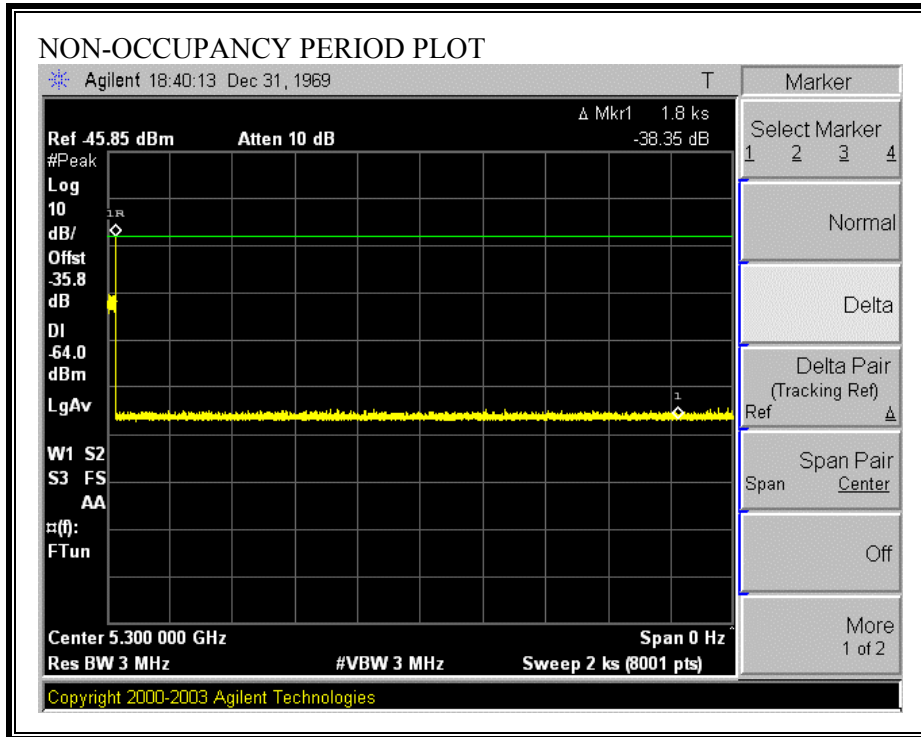 NON-OCCUPANCY PERIOD PLOT
Agilent 18:40:13 Dec 31, 1969 T
Δ Mkr1 1.8 ks
Ref -45.85 dBm Atten 10 dB -38.35 dB
#Peak
Log
10
dB/
Offst
-35.8
dB
DI
-64.0
dBm
LgAv
W1 S2
S3 FS
AA
¤(f):
FTun
1R
1
Center 5.300 000 GHz Span 0 Hz
Res BW 3 MHz #VBW 3 MHz Sweep 2 ks (8001 pts)
Copyright 2000-2003 Agilent Technologies
Marker
Select Marker
1 2 3 4
Normal
Delta
Delta Pair
(Tracking Ref)
Ref Δ
Span Pair
Span Center
Off
More
1 of 2